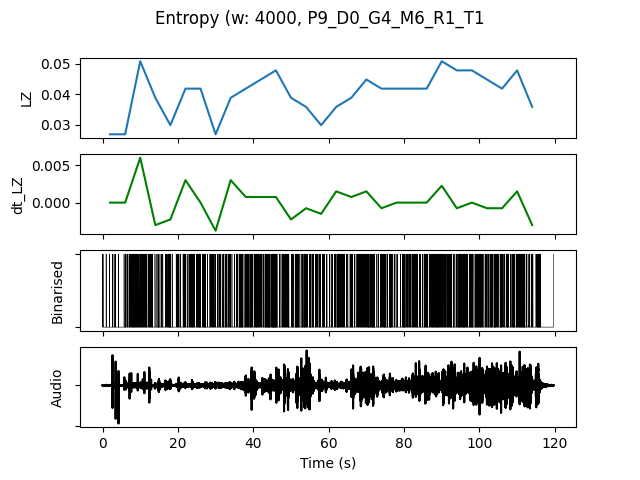 Entropy (w: 4000, P9_D0_G4_M6_R1_T1
LZ
0.05
0.04
0.03
dt_LZ
0.005
0.000
Binarised
Audio
0 20 40 60 80 100 120
Time (s)